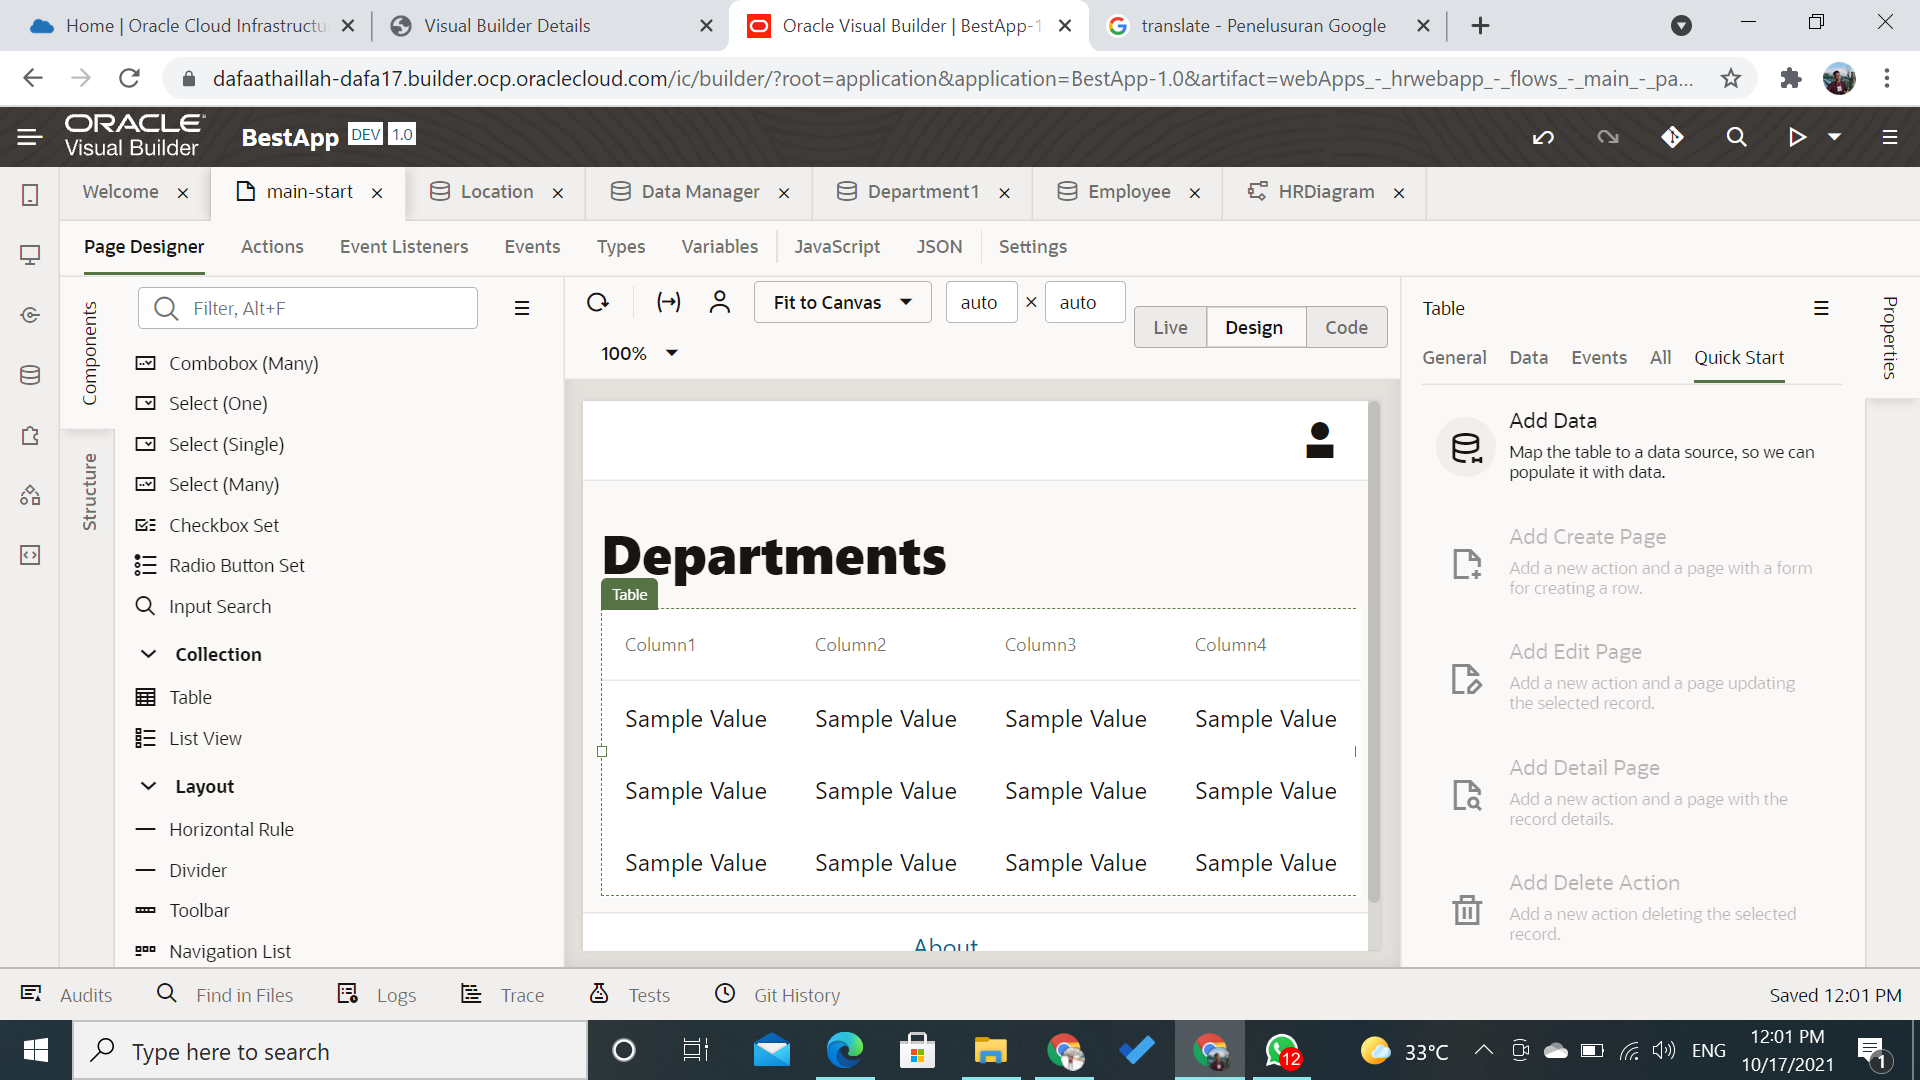 Home | Oracle Cloud Infrastructu
Visual Builder Details
Oracle Visual Builder | BestApp-1
translate - Penelusuran Google
dafaathaillah-dafa17.builder.ocp.oraclecloud.com/ic/builder/?root=application&application=BestApp-1.0&artifact=webApps_-_hrwebapp_-_flows_-_main_-_pa...
ORACLE
Visual Builder
BestApp DEV 1.0
Welcome
main-start
Location
Data Manager
Department1
Employee
HRDiagram
Page Designer
Actions
Event Listeners
Events
Types
Variables
JavaScript
JSON
Settings
Components
Structure
Filter, Alt+F
Combobox (Many)
Select (One)
Select (Single)
Select (Many)
Checkbox Set
Radio Button Set
Input Search
Collection
Table
List View
Layout
Horizontal Rule
Divider
Toolbar
Navigation List
Fit to Canvas
auto × auto
Live
Design
Code
100%
Departments
Table
Column1 Column2 Column3 Column4
Sample Value Sample Value Sample Value Sample Value
Sample Value Sample Value Sample Value Sample Value
Sample Value Sample Value Sample Value Sample Value
About
Table
General
Data
Events
All
Quick Start
Add Data
Map the table to a data source, so we can
populate it with data.
Add Create Page
Add a new action and a page with a form
for creating a row.
Add Edit Page
Add a new action and a page updating
the selected record.
Add Detail Page
Add a new action and a page with the
record details.
Add Delete Action
Add a new action deleting the selected
record.
Properties
Audits
Find in Files
Logs
Trace
Tests
Git History
Saved 12:01 PM
Type here to search
12
33°C
ENG
12:01 PM
10/17/2021
1